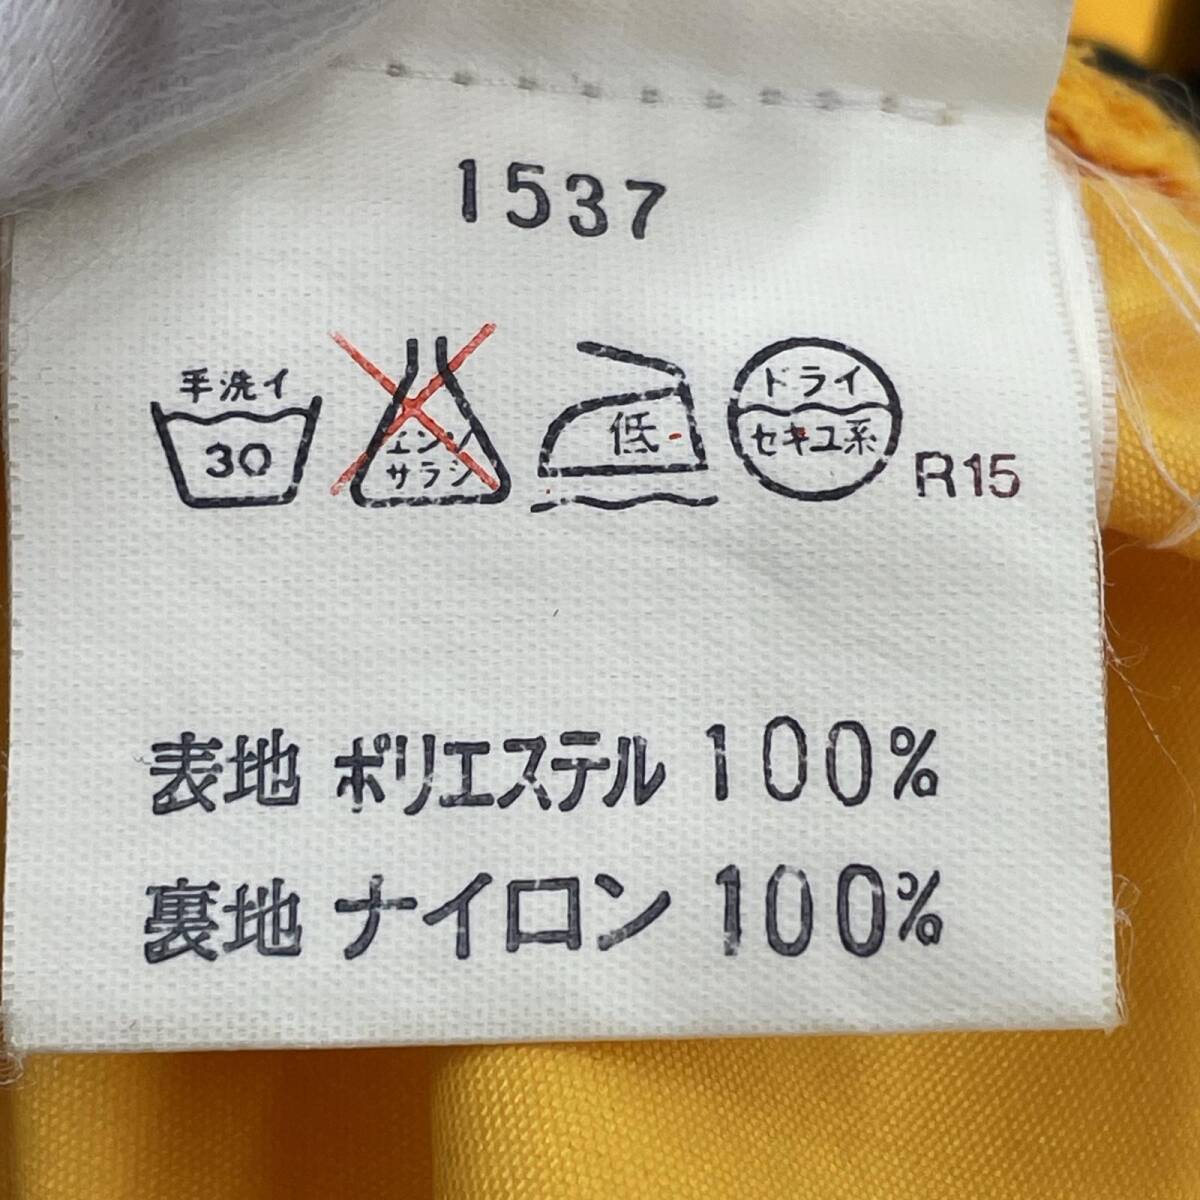 1537
手洗イ
30
エンソ
サラシ
低
ドライ
セキユ系
R15
表地 ポリエステル 100%
裏地 ナイロン 100%